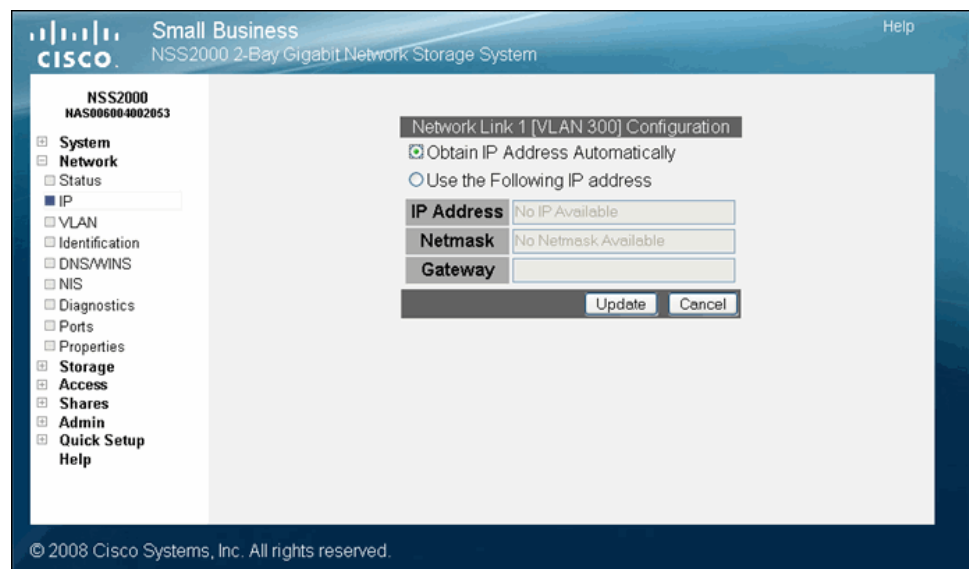 Small Business
Help
CISCO.
NSS2000 2-Bay Gigabit Network Storage System
NSS2000
NAS006004002053
System
Network
Status
IP
VLAN
Identification
DNS/WINS
NIS
Diagnostics
Ports
Properties
Storage
Access
Shares
Admin
Quick Setup
Help
Network Link 1 [VLAN 300] Configuration
Obtain IP Address Automatically
Use the Following IP address
IP Address No IP Available
Netmask No Netmask Available
Gateway
Update Cancel
© 2008 Cisco Systems, Inc. All rights reserved.